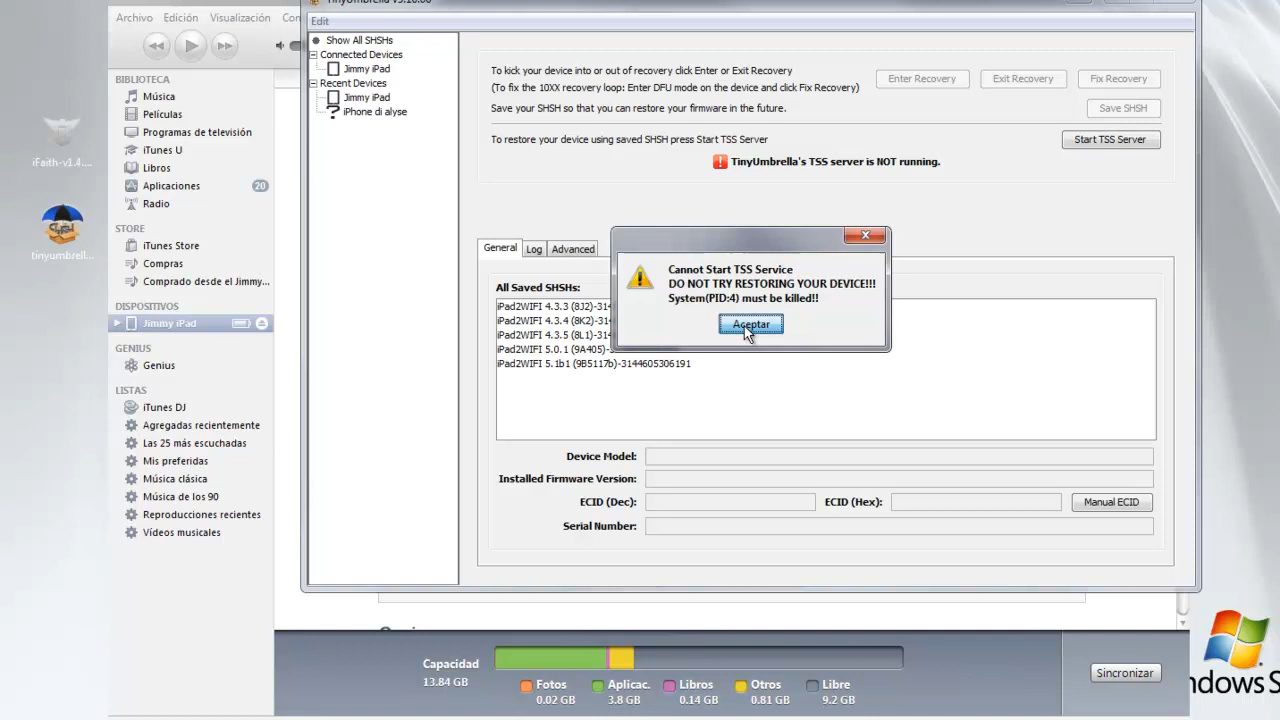 TinyUmbrella v5.10.00
Archivo Edición Visualización Con
Edit
iFaith-v1.4....
tinyumbrell...
BIBLIOTECA
Música
Películas
Programas de televisión
iTunes U
Libros
Aplicaciones 20
Radio
STORE
iTunes Store
Compras
Comprado desde el Jimmy...
DISPOSITIVOS
Jimmy iPad
GENIUS
Genius
LISTAS
iTunes DJ
Agregadas recientemente
Las 25 más escuchadas
Mis preferidas
Música clásica
Música de los 90
Reproducciones recientes
Vídeos musicales
Show All SHSHs
Connected Devices
Jimmy iPad
Recent Devices
Jimmy iPad
iPhone di alyse
To kick your device into or out of recovery click Enter or Exit Recovery
(To fix the 10XX recovery loop: Enter DFU mode on the device and click Fix Recovery)
Enter Recovery Exit Recovery Fix Recovery
Save your SHSH so that you can restore your firmware in the future.
Save SHSH
To restore your device using saved SHSH press Start TSS Server
Start TSS Server
TinyUmbrella's TSS server is NOT running.
General Log Advanced
All Saved SHSHs:
iPad2WIFI 4.3.3 (8J2)-314
iPad2WIFI 4.3.4 (8K2)-31
iPad2WIFI 4.3.5 (8L1)-31
iPad2WIFI 5.0.1 (9A405)-
iPad2WIFI 5.1b1 (9B5117b)-3144605306191
Cannot Start TSS Service
DO NOT TRY RESTORING YOUR DEVICE!!!
System(PID:4) must be killed!!
Aceptar
Device Model:
Installed Firmware Version:
ECID (Dec): ECID (Hex): Manual ECID
Serial Number:
Capacidad
13.84 GB
Fotos
0.02 GB
Aplicac.
3.8 GB
Libros
0.14 GB
Otros
0.81 GB
Libre
9.2 GB
Sincronizar
ndows S